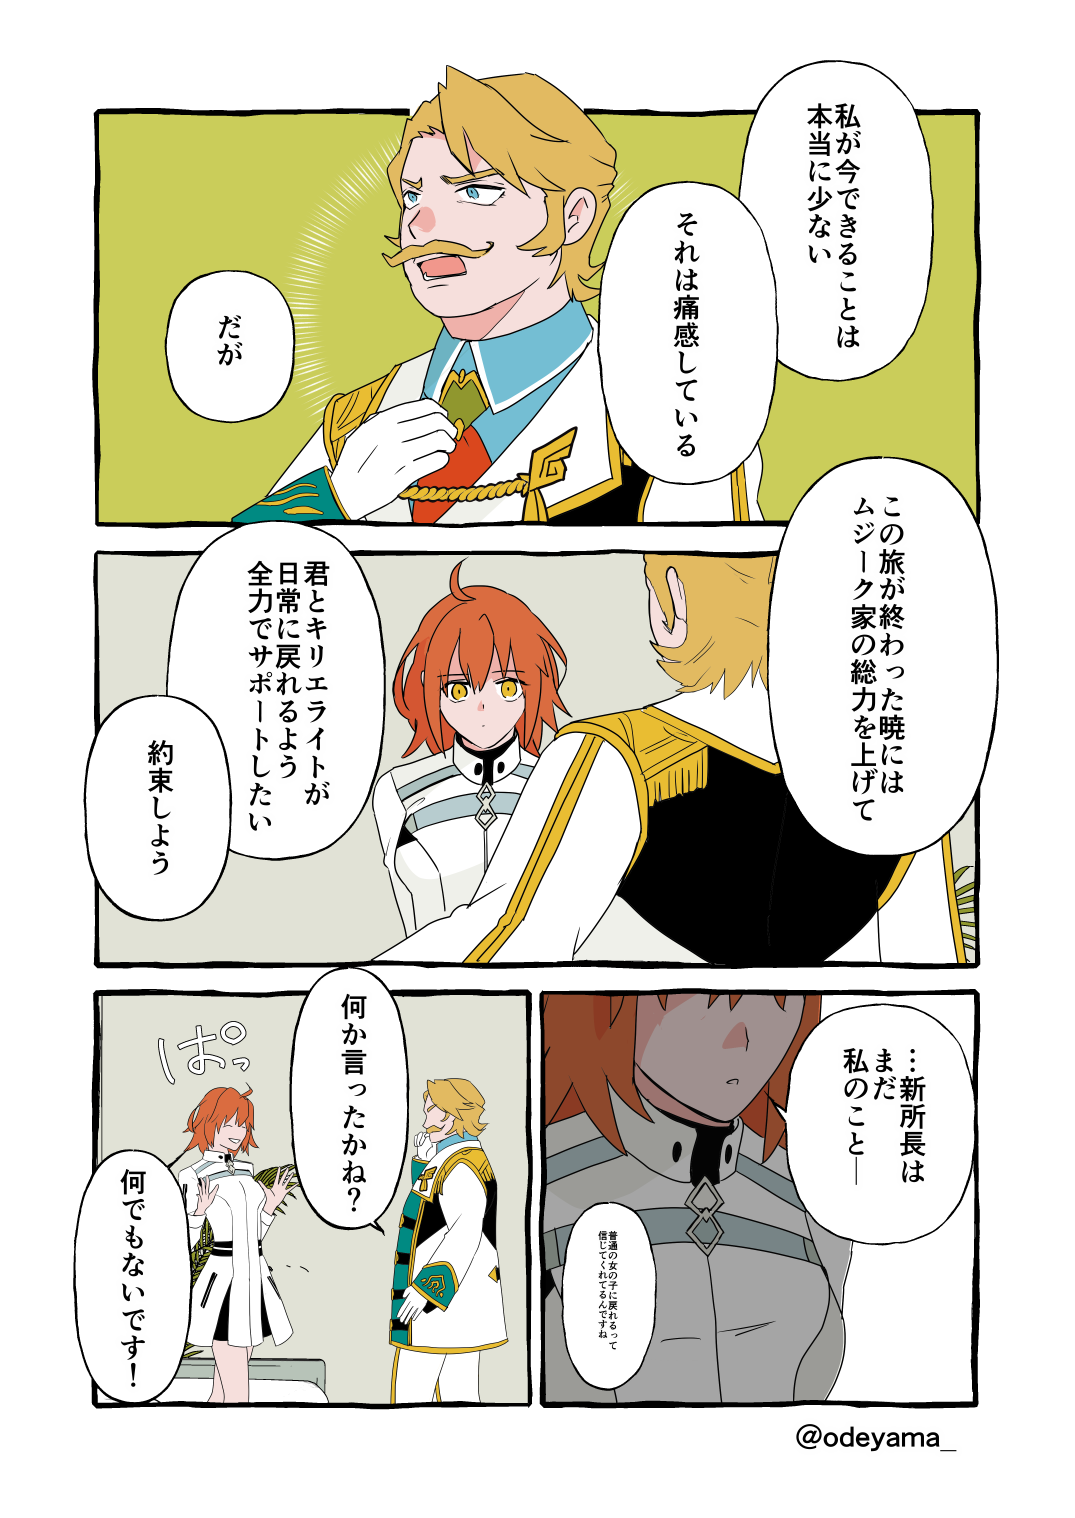 私が今できることは
本当に少ない
それは痛感している
だが
この旅が終わった暁には
ムジーク家の総力を上げて
君とキリエライトが
日常に戻れるよう
全力でサポートしたい
約束しよう
…新所長は
まだ
私のこと―
普通の女の子に戻れるって
信じてくれてるんですね
何か言ったかね？
ぱっ
何でもないです！
@odeyama_